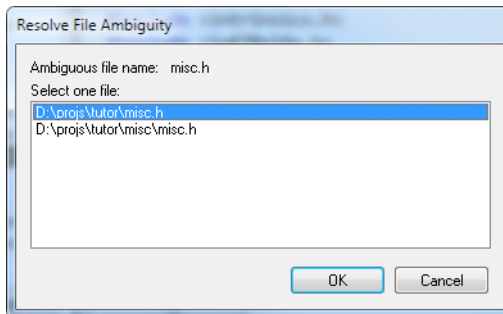 Resolve File Ambiguity
Ambiguous file name: misc.h
Select one file:
D:\projs\tutor\misc.h
D:\projs\tutor\misc\misc.h
OK Cancel